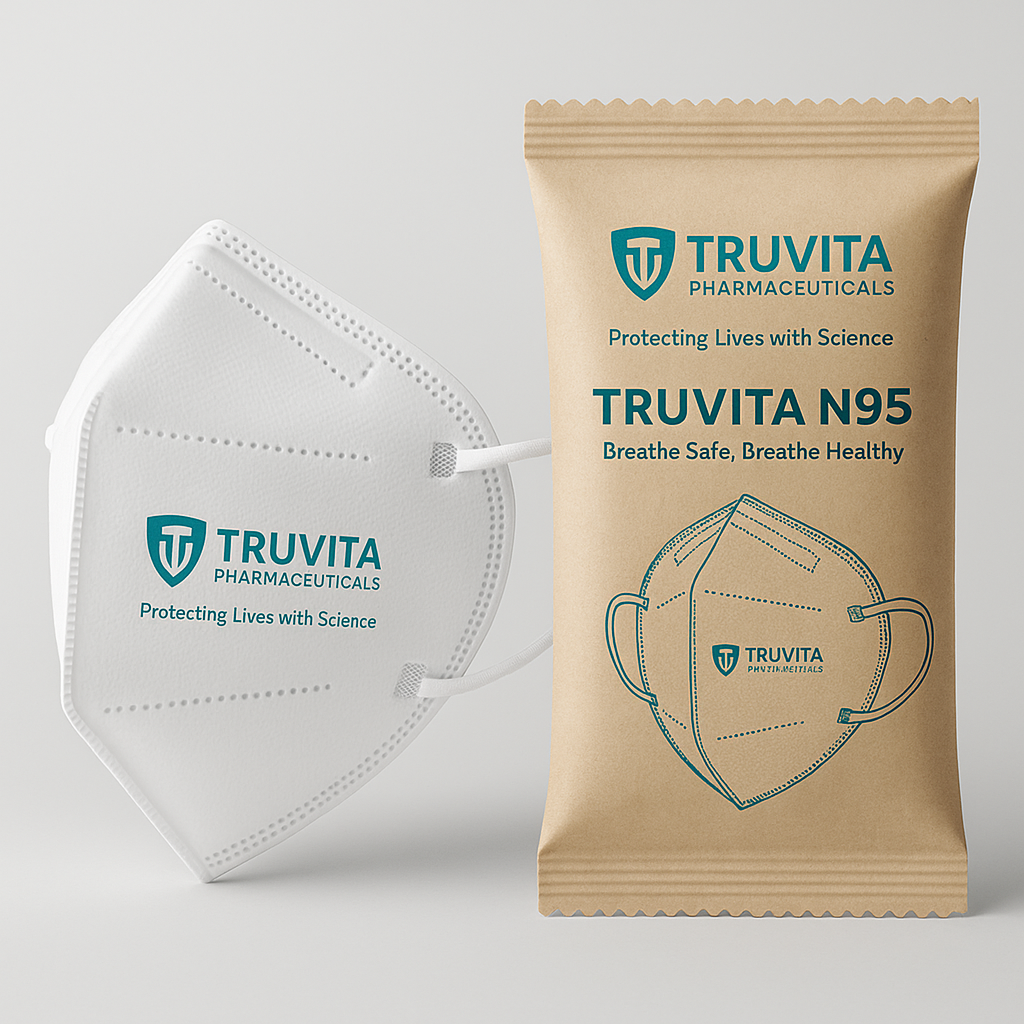 TRUVITA
PHARMACEUTICALS
Protecting Lives with Science
TRUVITA
PHARMACEUTICALS
Protecting Lives with Science
TRUVITA N95
Breathe Safe, Breathe Healthy
TRUVITA